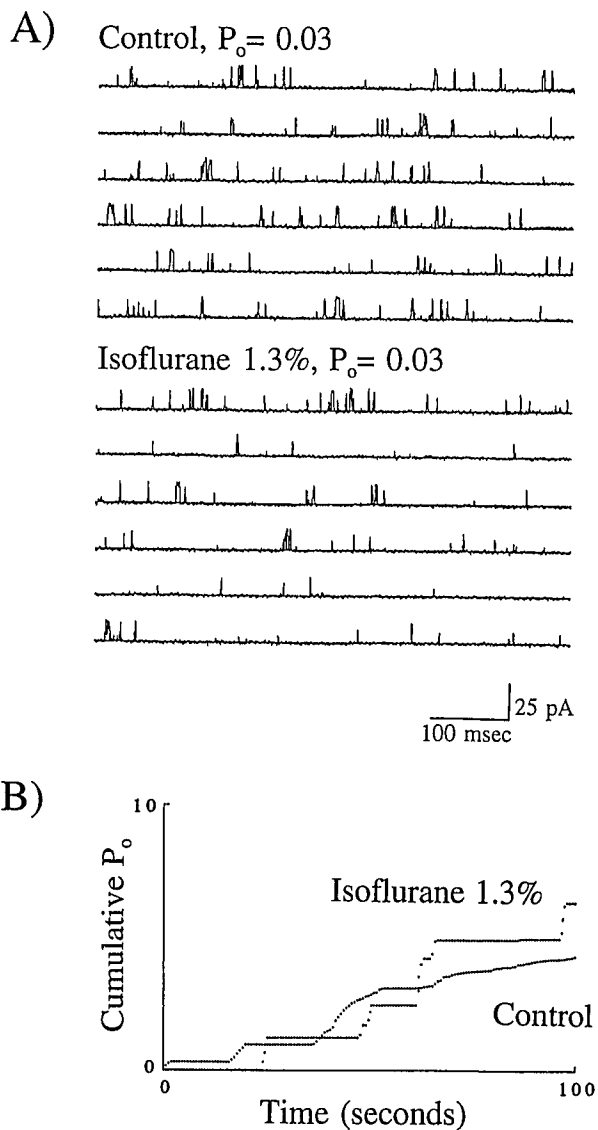 A)
Control, Po= 0.03
Isoflurane 1.3%, Po= 0.03
25 pA
100 msec
B)
10
Cumulative Po
Isoflurane 1.3%
Control
0
0
100
Time (seconds)